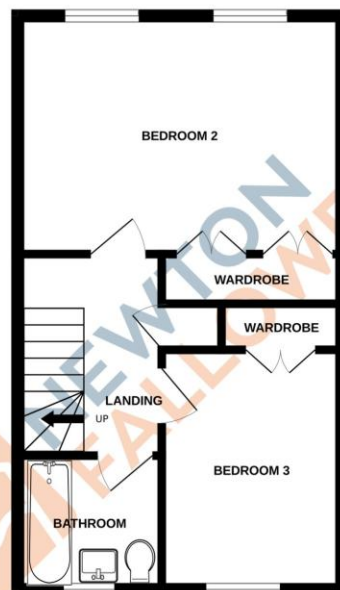 BEDROOM 2
WARDROBE
WARDROBE
LANDING
UP
BEDROOM 3
BATHROOM
NEWTON
FALLOWE